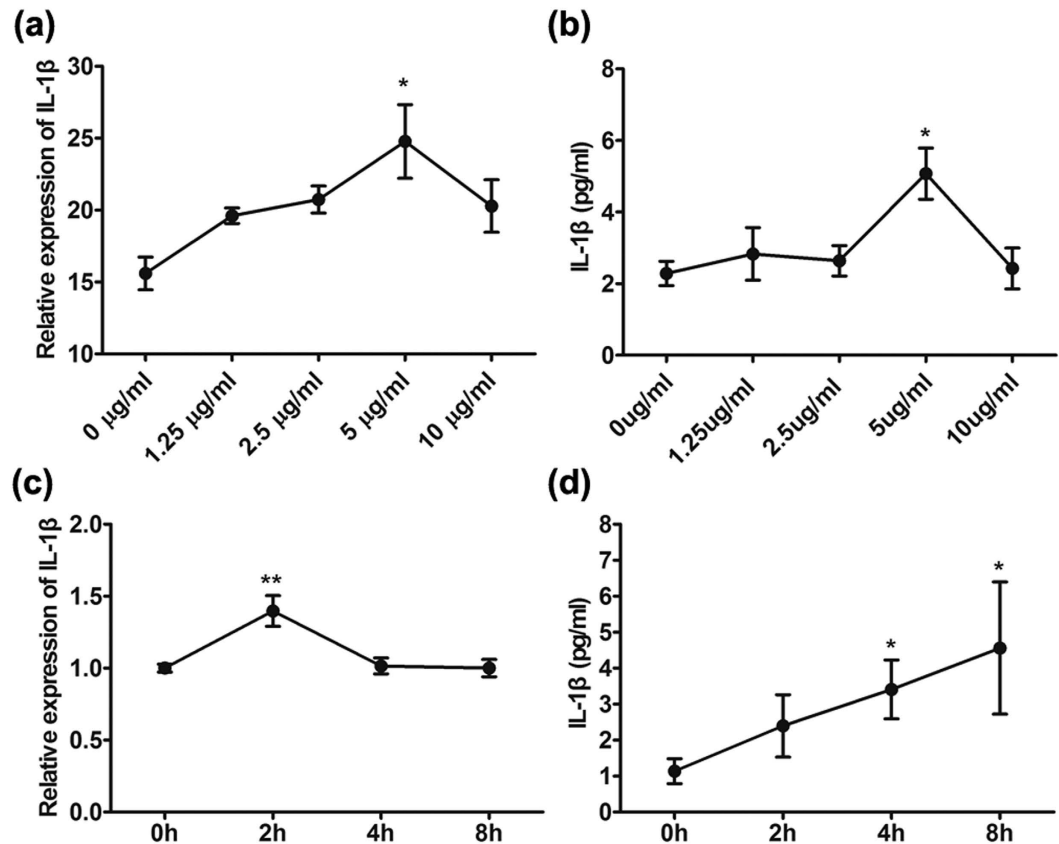 (a)
Relative expression of IL-1β
30
25
20
15
10
*
0 µg/ml
1.25 µg/ml
2.5 µg/ml
5 µg/ml
10 µg/ml
(b)
IL-1β (pg/ml)
8
6
4
2
0
*
0ug/ml
1.25ug/ml
2.5ug/ml
5ug/ml
10ug/ml
(c)
Relative expression of IL-1β
2.0
1.5
1.0
0.5
0.0
**
0h
2h
4h
8h
(d)
IL-1β (pg/ml)
8
7
6
5
4
3
2
1
0
*
*
0h
2h
4h
8h